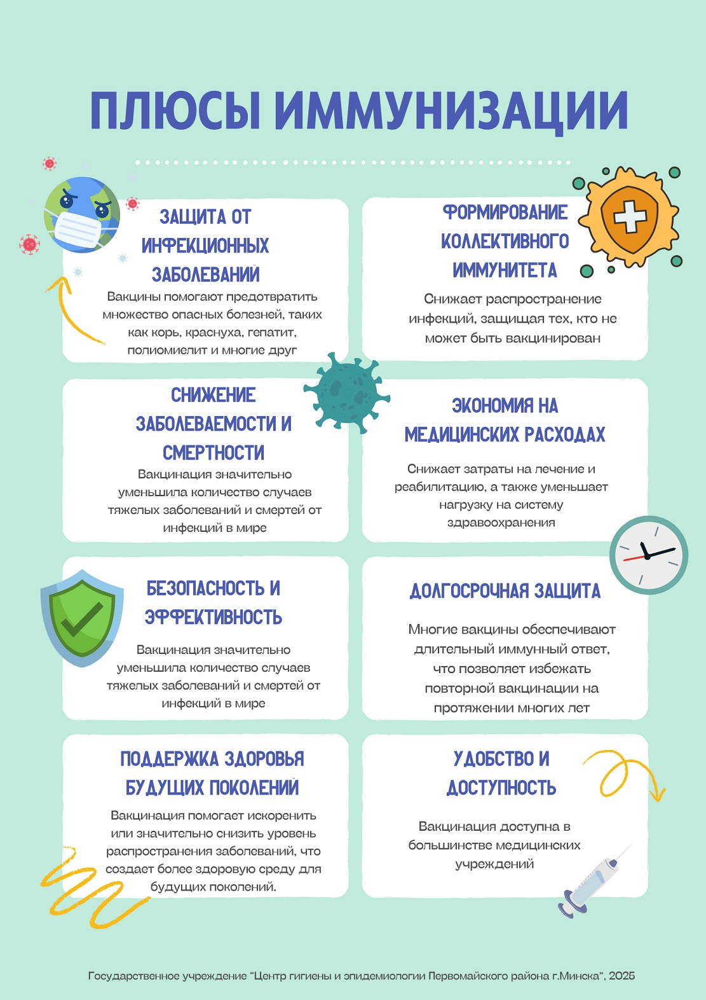 ПЛЮСЫ ИММУНИЗАЦИИ
ЗАЩИТА ОТ
ИНФЕКЦИОННЫХ
ЗАБОЛЕВАНИЙ
Вакцины помогают предотвратить
множество опасных болезней, таких
как корь, краснуха, гепатит,
полиомиелит и многие друг
ФОРМИРОВАНИЕ
КОЛЛЕКТИВНОГО
ИММУНИТЕТА
Снижает распространение
инфекций, защищая тех, кто не
может быть вакцинирован
СНИЖЕНИЕ
ЗАБОЛЕВАЕМОСТИ И
СМЕРТНОСТИ
Вакцинация значительно
уменьшила количество случаев
тяжелых заболеваний и смертей от
инфекций в мире
ЭКОНОМИЯ НА
МЕДИЦИНСКИХ РАСХОДАХ
Снижает затраты на лечение и
реабилитацию, а также уменьшает
нагрузку на систему
здравоохранения
БЕЗОПАСНОСТЬ И
ЭФФЕКТИВНОСТЬ
Вакцинация значительно
уменьшила количество случаев
тяжелых заболеваний и смертей от
инфекций в мире
ДОЛГОСРОЧНАЯ ЗАЩИТА
Многие вакцины обеспечивают
длительный иммунный ответ,
что позволяет избежать
повторной вакцинации на
протяжении многих лет
ПОДДЕРЖКА ЗДОРОВЬЯ
БУДУЩИХ ПОКОЛЕНИЙ
Вакцинация помогает искоренить
или значительно снизить уровень
распространения заболеваний, что
создает более здоровую среду для
будущих поколений.
УДОБСТВО И
ДОСТУПНОСТЬ
Вакцинация доступна в
большинстве медицинских
учреждений
Государственное учреждение “Центр гигиены и эпидемиологии Первомайского района г.Минска”, 2025